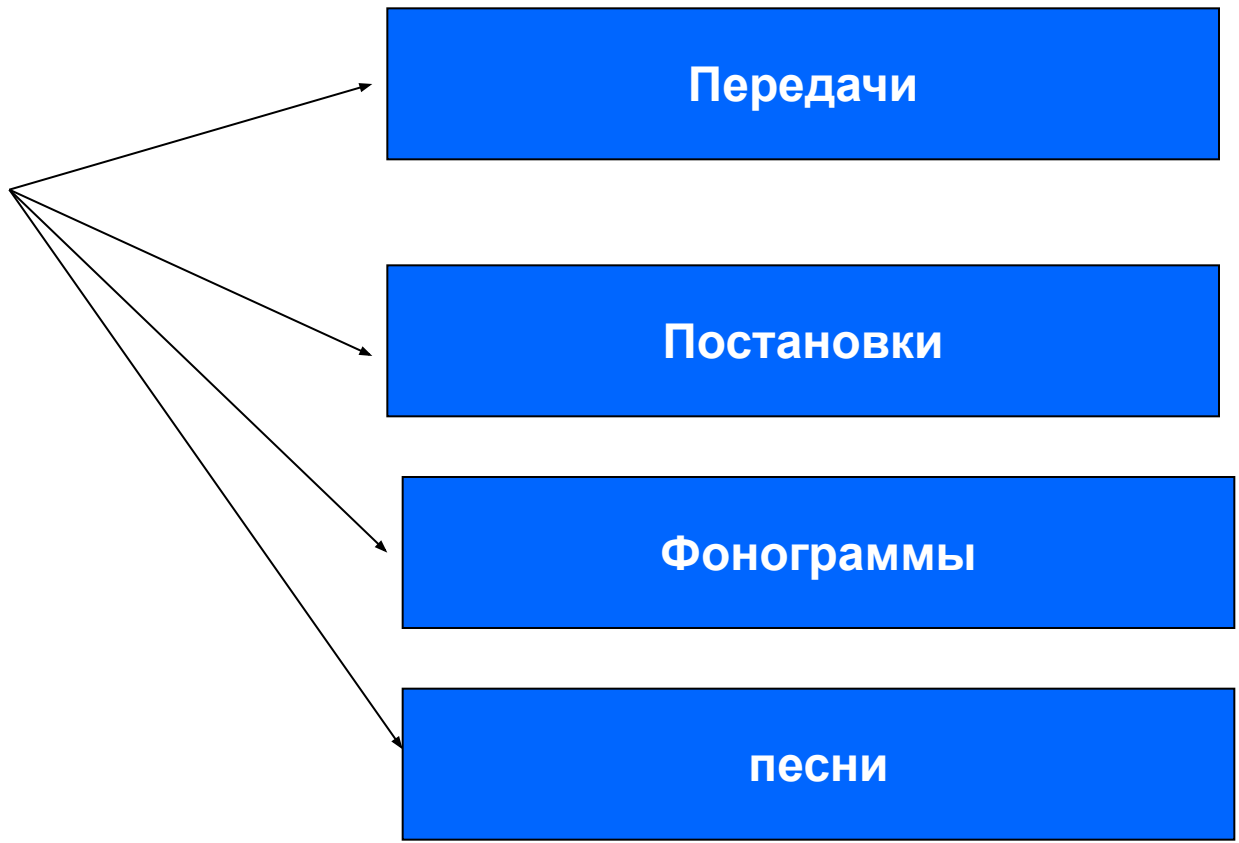 Передачи
Постановки
Фонограммы
песни